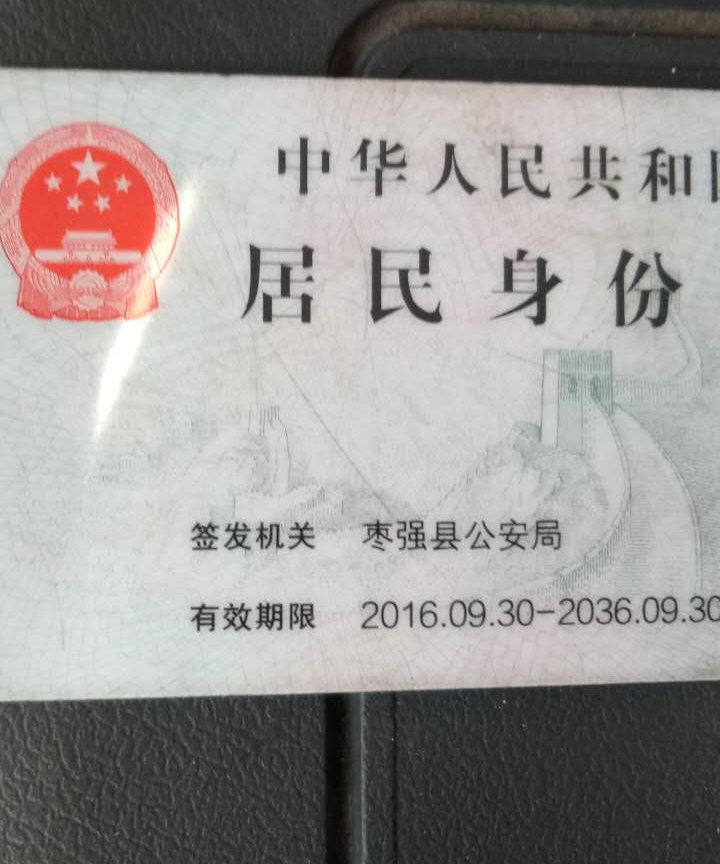 中华人民共和
居民身份
签发机关 枣强县公安局
有效期限 2016.09.30-2036.09.30